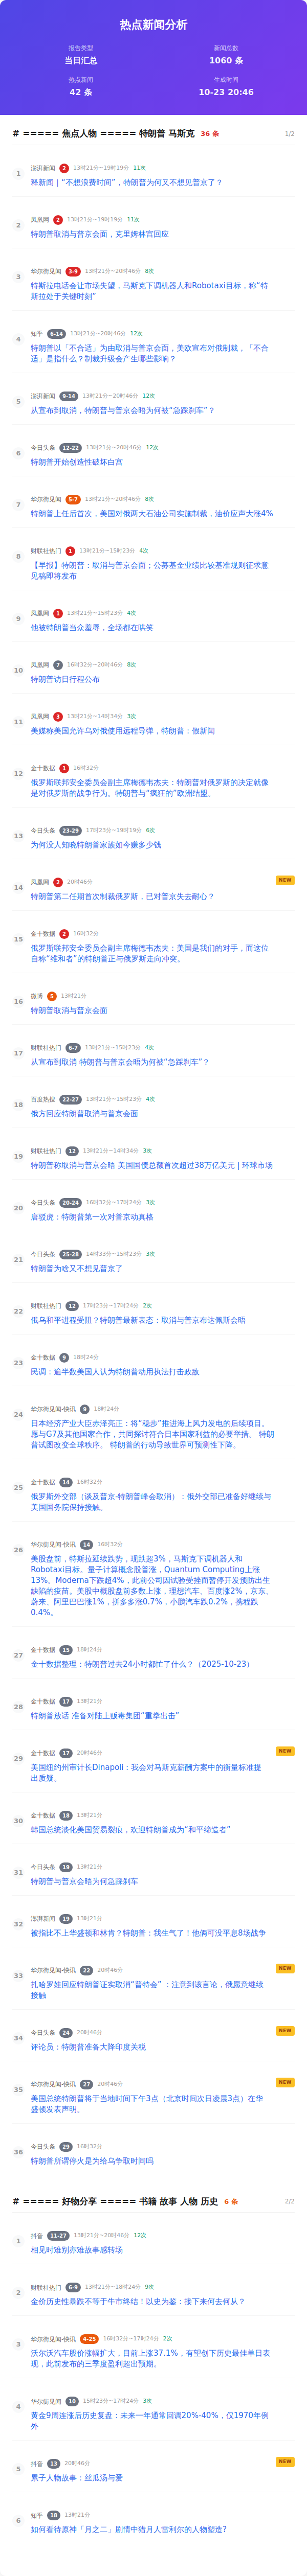 热点新闻分析
报告类型
当日汇总
新闻总数
1060 条
热点新闻
42 条
生成时间
10-23 20:46
# ===== 焦点人物 ===== 特朗普 马斯克 36 条 1/2
1
澎湃新闻 2 13时21分~19时19分 11次
释新闻｜“不想浪费时间”，特朗普为何又不想见普京了？
2
凤凰网 2 13时21分~19时19分 11次
特朗普取消与普京会面，克里姆林宫回应
3
华尔街见闻 3-9 13时21分~20时46分 8次
特斯拉电话会让市场失望，马斯克下调机器人和Robotaxi目标，称“特
斯拉处于关键时刻”
4
知乎 6-14 13时21分~20时46分 12次
特朗普以「不合适」为由取消与普京会面，美欧宣布对俄制裁，「不合
适」是指什么？制裁升级会产生哪些影响？
5
澎湃新闻 9-14 13时21分~20时46分 12次
从宣布到取消，特朗普与普京会晤为何被“急踩刹车”？
6
今日头条 12-22 13时21分~20时46分 12次
特朗普开始创造性破坏白宫
7
华尔街见闻 5-7 13时21分~20时46分 8次
特朗普上任后首次，美国对俄两大石油公司实施制裁，油价应声大涨4%
8
财联社热门 1 13时21分~15时23分 4次
【早报】特朗普：取消与普京会面；公募基金业绩比较基准规则征求意
见稿即将发布
9
凤凰网 1 13时21分~15时23分 4次
他被特朗普当众羞辱，全场都在哄笑
10
凤凰网 7 16时32分~20时46分 8次
特朗普访日行程公布
11
凤凰网 3 13时21分~14时34分 3次
美媒称美国允许乌对俄使用远程导弹，特朗普：假新闻
12
金十数据 1 16时32分
俄罗斯联邦安全委员会副主席梅德韦杰夫：特朗普对俄罗斯的决定就像
是对俄罗斯的战争行为。特朗普与“疯狂的”欧洲结盟。
13
今日头条 23-29 17时23分~19时19分 6次
为何没人知晓特朗普家族如今赚多少钱
14
凤凰网 2 20时46分
NEW
特朗普第二任期首次制裁俄罗斯，已对普京失去耐心？
15
金十数据 2 16时32分
俄罗斯联邦安全委员会副主席梅德韦杰夫：美国是我们的对手，而这位
自称“维和者”的特朗普正与俄罗斯走向冲突。
16
微博 5 13时21分
特朗普取消与普京会面
17
财联社热门 6-7 13时21分~15时23分 4次
从宣布到取消 特朗普与普京会晤为何被“急刹车”？
18
百度热搜 22-27 13时21分~15时23分 4次
俄方回应特朗普取消与普京会面
19
财联社热门 12 13时21分~14时34分 3次
特朗普称取消与普京会晤 美国国债总额首次超过38万亿美元 | 环球市场
20
今日头条 20-24 16时32分~17时24分 3次
唐驳虎：特朗普第一次对普京动真格
21
今日头条 25-28 14时33分~15时23分 3次
特朗普为啥又不想见普京了
22
财联社热门 12 17时23分~17时24分 2次
俄乌和平进程受阻？特朗普最新表态：取消与普京布达佩斯会晤
23
金十数据 9 18时24分
民调：逾半数美国人认为特朗普动用执法打击政敌
24
华尔街见闻-快讯 9 18时24分
日本经济产业大臣赤泽亮正：将“稳步”推进海上风力发电的后续项目。
愿与G7及其他国家合作，共同探讨符合日本国家利益的必要举措。 特朗
普试图改变全球秩序。 特朗普的行动导致世界可预测性下降。
25
金十数据 14 16时32分
俄罗斯外交部（谈及普京-特朗普峰会取消）：俄外交部已准备好继续与
美国国务院保持接触。
26
华尔街见闻-快讯 14 16时32分
美股盘前，特斯拉延续跌势，现跌超3%，马斯克下调机器人和
Robotaxi目标。量子计算概念股普涨，Quantum Computing上涨
13%。Moderna下跌超4%，此前公司因试验受挫而暂停开发预防出生
缺陷的疫苗、美股中概股盘前多数上涨，理想汽车、百度涨2%，京东、
蔚来、阿里巴巴涨1%，拼多多涨0.7%，小鹏汽车跌0.2%，携程跌
0.4%。
27
金十数据 15 18时24分
金十数据整理：特朗普过去24小时都忙了什么？（2025-10-23）
28
金十数据 17 13时21分
特朗普放话 准备对陆上贩毒集团“重拳出击”
29
金十数据 17 20时46分
NEW
美国纽约州审计长Dinapoli：我会对马斯克薪酬方案中的衡量标准提
出质疑。
30
金十数据 18 13时21分
韩国总统淡化美国贸易裂痕，欢迎特朗普成为“和平缔造者”
31
今日头条 19 13时21分
特朗普与普京会晤为何急踩刹车
32
澎湃新闻 19 13时21分
被指比不上华盛顿和林肯？特朗普：我生气了！他俩可没平息8场战争
33
华尔街见闻-快讯 22 20时46分
NEW
扎哈罗娃回应特朗普证实取消“普特会” ：注意到该言论，俄愿意继续
接触
34
今日头条 24 20时46分
NEW
评论员：特朗普准备大降印度关税
35
华尔街见闻-快讯 27 20时46分
NEW
美国总统特朗普将于当地时间下午3点（北京时间次日凌晨3点）在华
盛顿发表声明。
36
今日头条 29 16时32分
特朗普所谓停火是为给乌争取时间吗
# ===== 好物分享 ===== 书籍 故事 人物 历史 6 条 2/2
1
抖音 11-27 13时21分~20时46分 12次
相见时难别亦难故事感转场
2
财联社热门 6-9 13时21分~18时24分 9次
金价历史性暴跌不等于牛市终结！以史为鉴：接下来何去何从？
3
华尔街见闻-快讯 4-25 16时32分~17时24分 2次
沃尔沃汽车股价涨幅扩大，目前上涨37.1%，有望创下历史最佳单日表
现，此前发布的三季度盈利超出预期。
4
华尔街见闻 10 15时23分~17时24分 3次
黄金9周连涨后历史复盘：未来一年通常回调20%-40%，仅1970年例
外
5
抖音 13 20时46分
NEW
累子人物故事：丝瓜汤与爱
6
知乎 18 13时21分
如何看待原神「月之二」剧情中猎月人雷利尔的人物塑造?